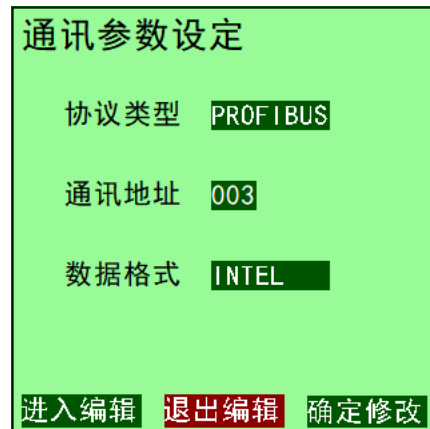 通讯参数设定
协议类型 PROFIBUS
通讯地址 003
数据格式 INTEL
进入编辑 退出编辑 确定修改